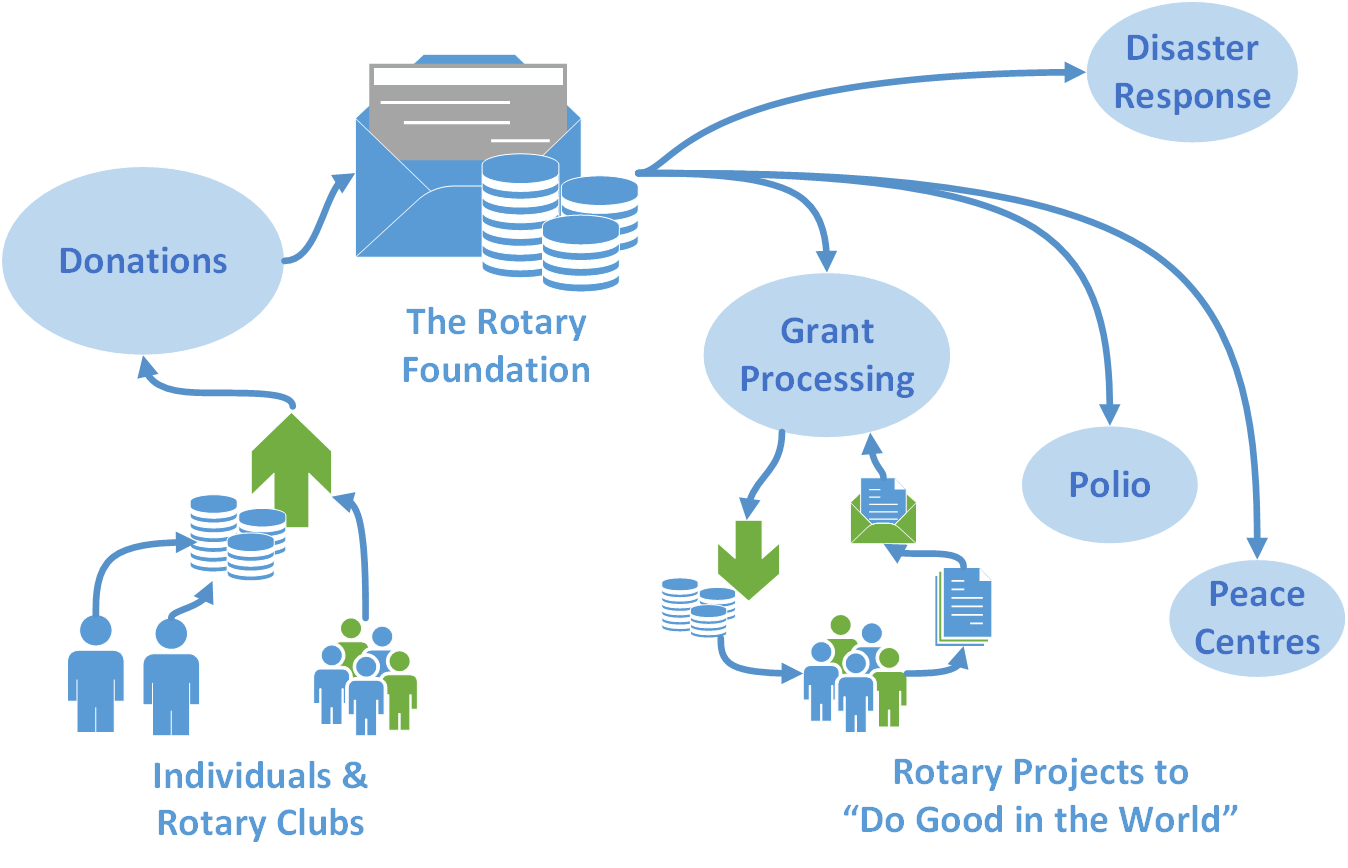 Disaster
Response
Donations
The Rotary
Foundation
Grant
Processing
Polio
Peace
Centres
Individuals &
Rotary Clubs
Rotary Projects to
“Do Good in the World”